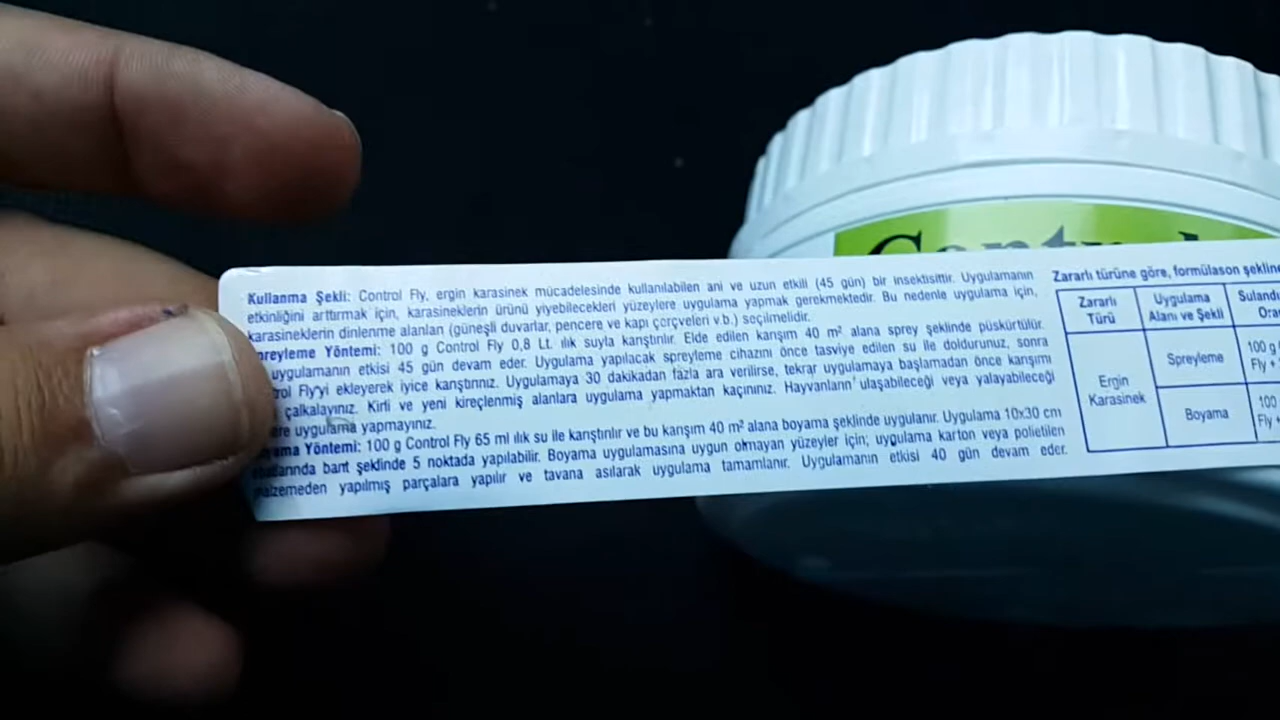 Control
Kullanma Şekli: Control Fly, ergin karasinek mücadelesinde kullanılabilen ani ve uzun etkili (45 gün) bir insektisittir. Uygulamanın
etkinliğini arttırmak için, karasineklerin ürünü yiyebilecekleri yüzeylere uygulama yapmak gerekmektedir. Bu nedenle uygulama için,
karasineklerin dinlenme alanları (güneşli duvarlar, pencere ve kapı çerçveleri v.b.) seçilmelidir.
preyleme Yöntemi: 100 g Control Fly 0,8 Lt. ılık suyla karıştırılır. Elde edilen karışım 40 m² alana sprey şeklinde püskürtülür.
uygulamanın etkisi 45 gün devam eder. Uygulama yapılacak spreyleme cihazını önce tasviye edilen su ile doldurunuz, sonra
trol Fly'yi ekleyerek iyice karıştırınız. Uygulamaya 30 dakikadan fazla ara verilirse, tekrar uygulamaya başlamadan önce karışımı
çalkalayınız. Kirli ve yeni kireçlenmiş alanlara uygulama yapmaktan kaçınınız. Hayvanların ulaşabileceği veya yalayabileceği
ere uygulama yapmayınız.
yama Yöntemi: 100 g Control Fly 65 ml ılık su ile karıştırılır ve bu karışım 40 m² alana boyama şeklinde uygulanır. Uygulama 10x30 cm
bant şeklinde 5 noktada yapılabilir. Boyama uygulamasına uygun olmayan yüzeyler için; uygulama karton veya polietilen
malzemeden yapılmış parçalara yapılır ve tavana asılarak uygulama tamamlanır. Uygulamanın etkisi 40 gün devam eder.
Zararlı türüne göre, formülason şekline
Zararlı Türü
Uygulama Alanı ve Şekli
Sulandı Ora
Ergin Karasinek
Spreyleme
100 g Fly +
Boyama
100 Fly +